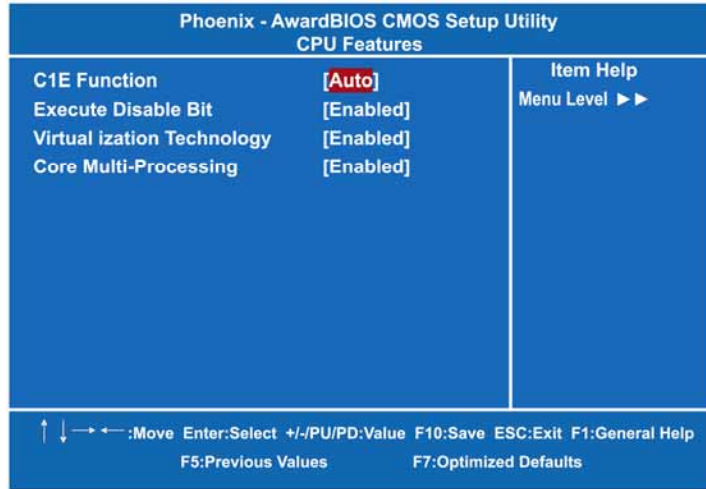 Phoenix - AwardBIOS CMOS Setup Utility
CPU Features
C1E Function [Auto]
Execute Disable Bit [Enabled]
Virtual ization Technology [Enabled]
Core Multi-Processing [Enabled]
Item Help
Menu Level ►►
↑ ↓ → ← :Move Enter:Select +/-/PU/PD:Value F10:Save ESC:Exit F1:General Help
F5:Previous Values F7:Optimized Defaults